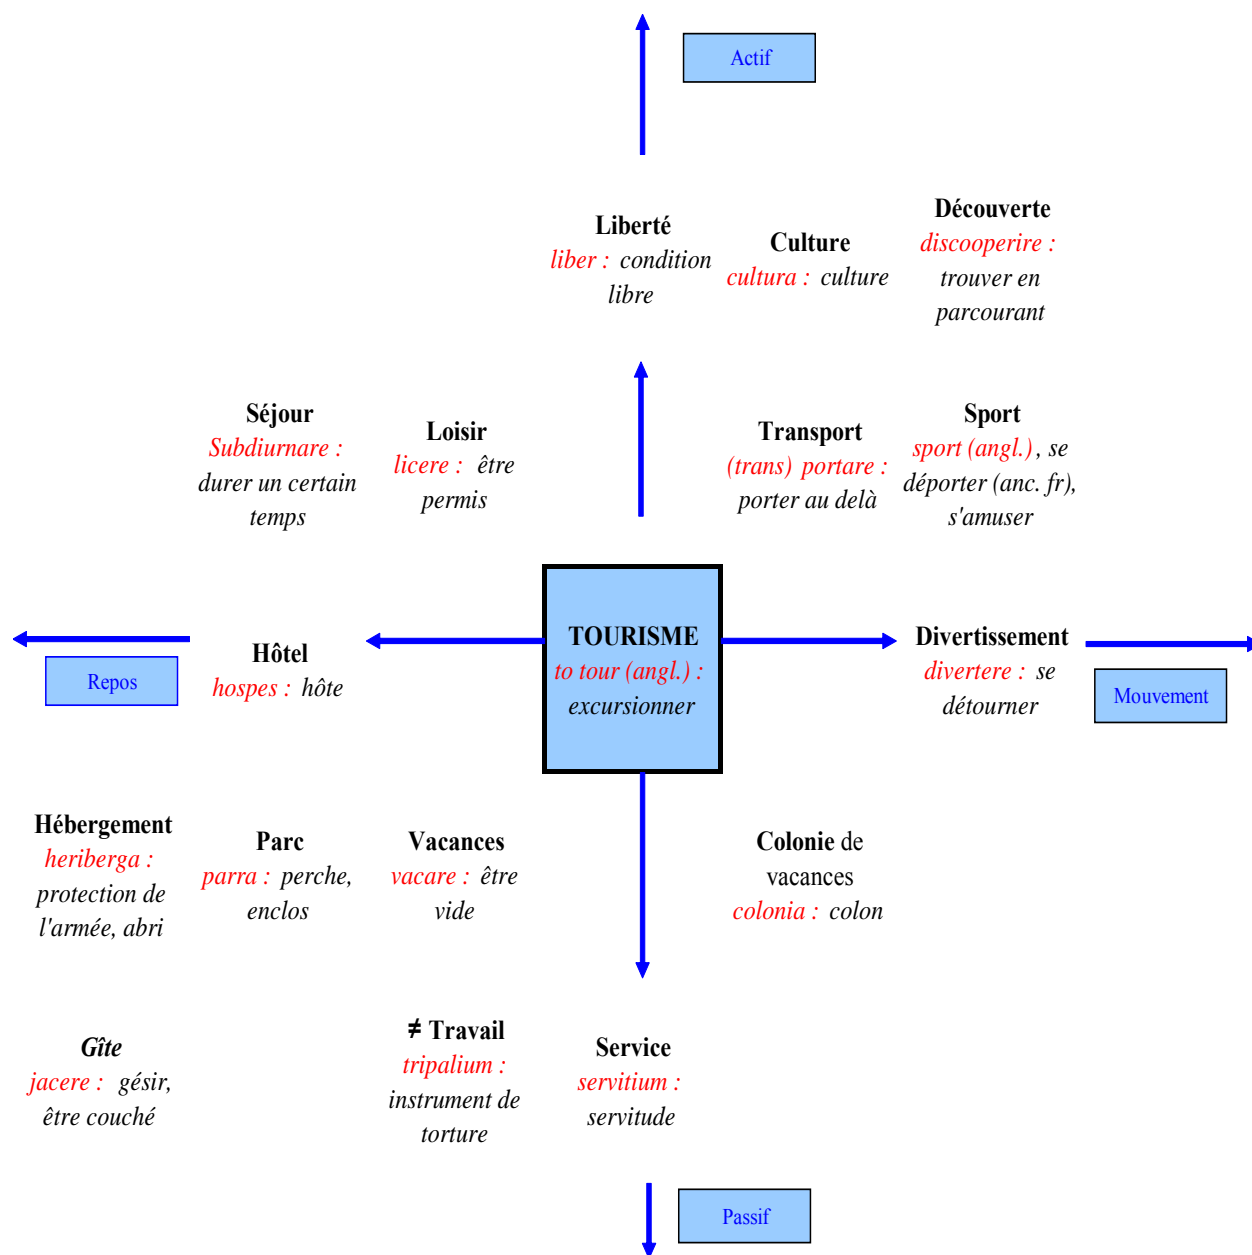 Actif
Liberté
liber : condition
libre
Culture
cultura : culture
Découverte
discooperire :
trouver en
parcourant
Séjour
Subdiurnare :
durer un certain
temps
Loisir
licere : être
permis
Transport
(trans) portare :
porter au delà
Sport
sport (angl.), se
déporter (anc. fr),
s'amuser
Repos
Hôtel
hospes : hôte
TOURISME
to tour (angl.) :
excursionner
Divertissement
divertere : se
détourner
Mouvement
Hébergement
heriberga :
protection de
l'armée, abri
Parc
parra : perche,
enclos
Vacances
vacare : être
vide
Colonie de
vacances
colonia : colon
Gîte
jacere : gésir,
être couché
≠ Travail
tripalium :
instrument de
torture
Service
servitium :
servitude
Passif